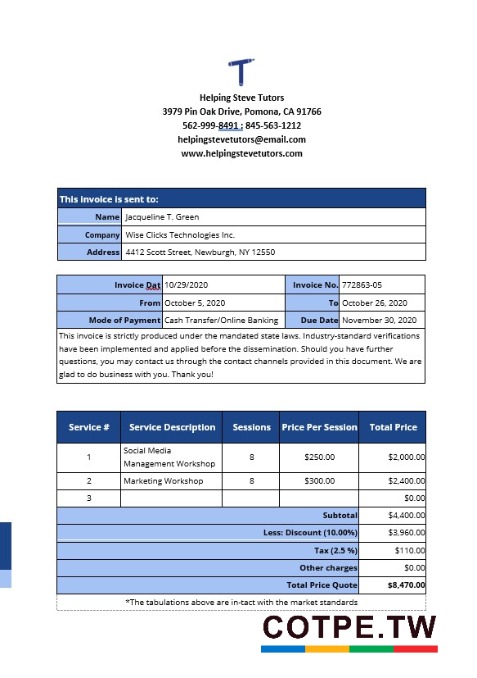 T
Helping Steve Tutors
3979 Pin Oak Drive, Pomona, CA 91766
562-999-8491 ; 845-563-1212
helpingstevetutors@email.com
www.helpingstevetutors.com
This invoice is sent to:
Name Jacqueline T. Green
Company Wise Clicks Technologies Inc.
Address 4412 Scott Street, Newburgh, NY 12550
Invoice Dat 10/29/2020 Invoice No. 772863-05
From October 5, 2020 To October 26, 2020
Mode of Payment Cash Transfer/Online Banking Due Date November 30, 2020
This invoice is strictly produced under the mandated state laws. Industry-standard verifications
have been implemented and applied before the dissemination. Should you have further
questions, you may contact us through the contact channels provided in this document. We are
glad to do business with you. Thank you!
Service # Service Description Sessions Price Per Session Total Price
1 Social Media
Management Workshop 8 $250.00 $2,000.00
2 Marketing Workshop 8 $300.00 $2,400.00
3 $0.00
Subtotal $4,400.00
Less: Discount (10.00%) $3,960.00
Tax (2.5 %) $110.00
Other charges $0.00
Total Price Quote $8,470.00
*The tabulations above are in-tact with the market standards
COTPE.TW